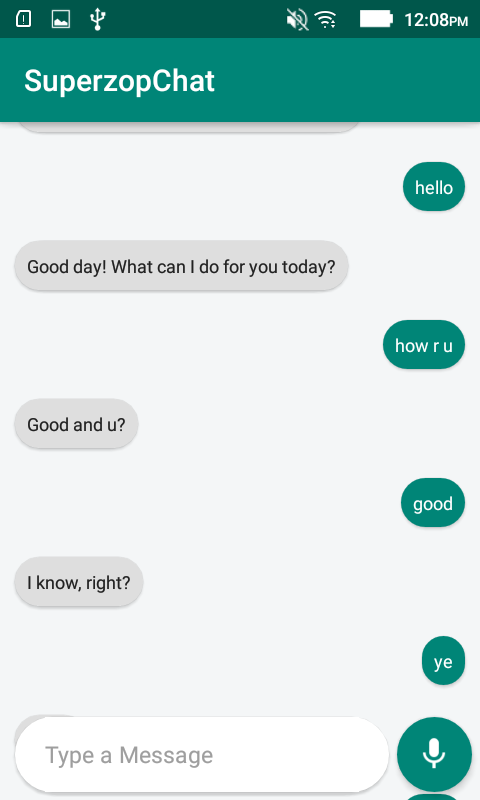 12:08PM
SuperzopChat
hello
Good day! What can I do for you today?
how r u
Good and u?
good
I know, right?
ye
Type a Message